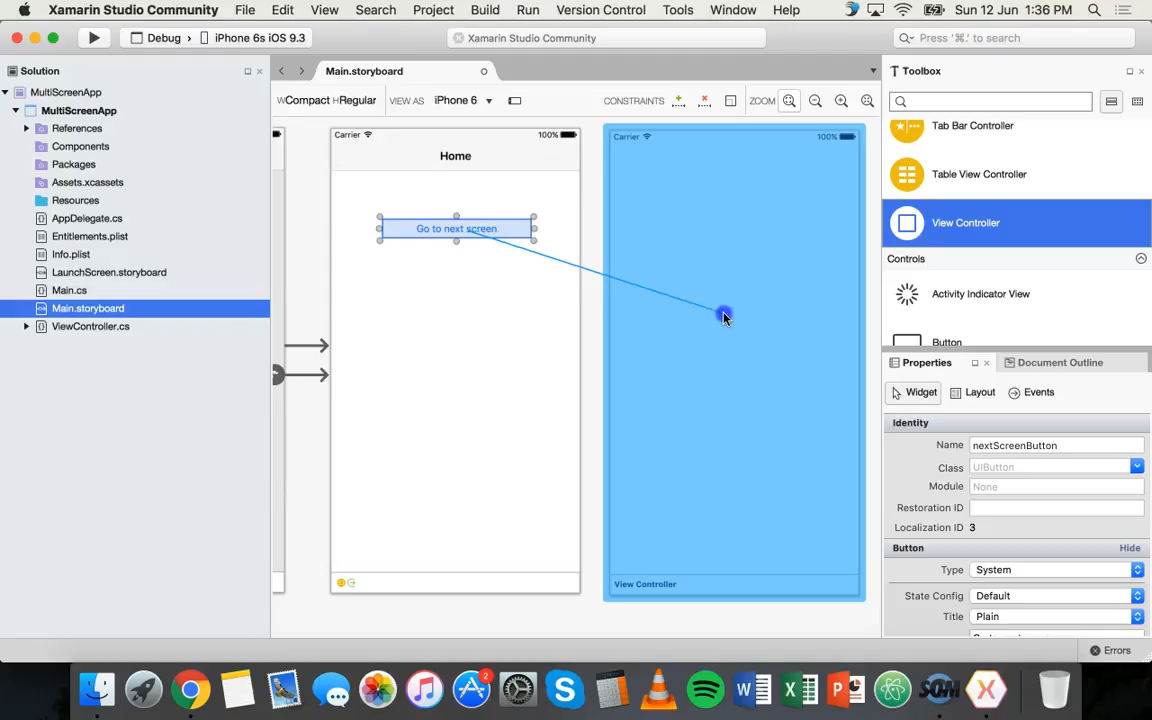 Xamarin Studio Community File Edit View Search Project Build Run Version Control Tools Window Help Sun 12 Jun 1:36 PM
Debug › iPhone 6s iOS 9.3
Xamarin Studio Community
Press '⌘.' to search
Solution
MultiScreenApp
MultiScreenApp
References
Components
Packages
Assets.xcassets
Resources
AppDelegate.cs
Entitlements.plist
Info.plist
LaunchScreen.storyboard
Main.cs
Main.storyboard
ViewController.cs
Main.storyboard
wCompact hRegular VIEW AS iPhone 6 CONSTRAINTS ZOOM
Carrier 100%
Home
Go to next screen
Carrier 100%
View Controller
Toolbox
Tab Bar Controller
Table View Controller
View Controller
Controls
Activity Indicator View
Button
Properties Document Outline
Widget Layout Events
Identity
Name nextScreenButton
Class UIButton
Module None
Restoration ID
Localization ID 3
Button Hide
Type System
State Config Default
Title Plain
Errors
2
SOM